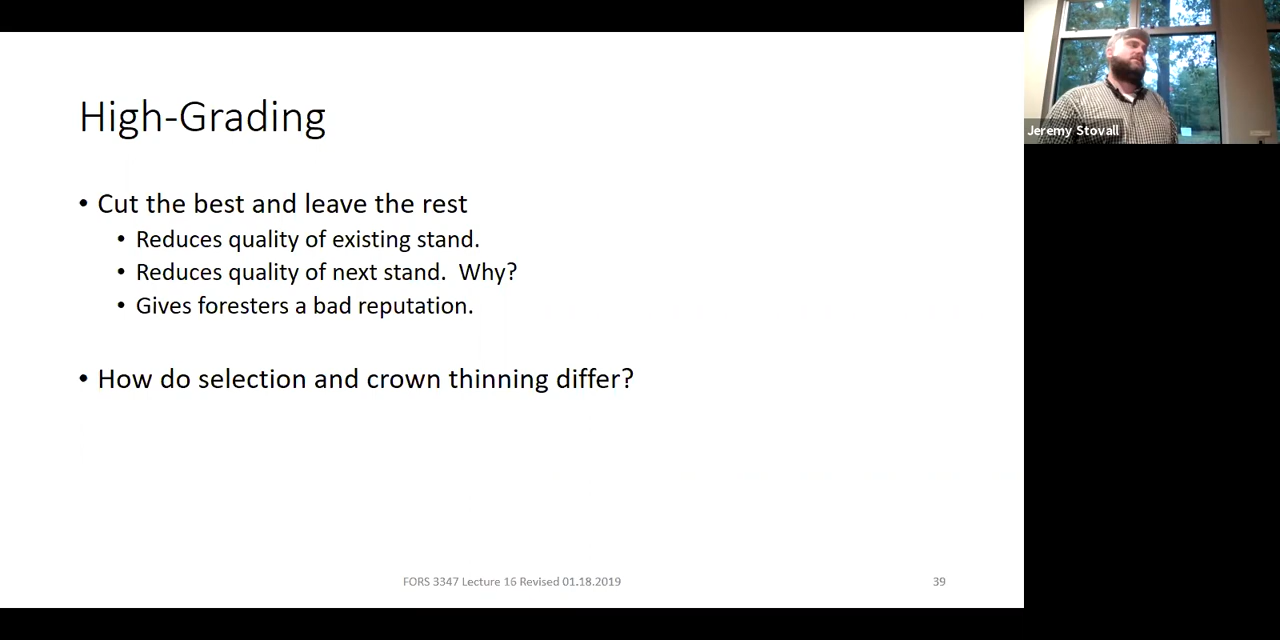 High-Grading
• Cut the best and leave the rest
• Reduces quality of existing stand.
• Reduces quality of next stand.  Why?
• Gives foresters a bad reputation.
• How do selection and crown thinning differ?
FORS 3347 Lecture 16 Revised 01.18.2019
39
Jeremy Stovall